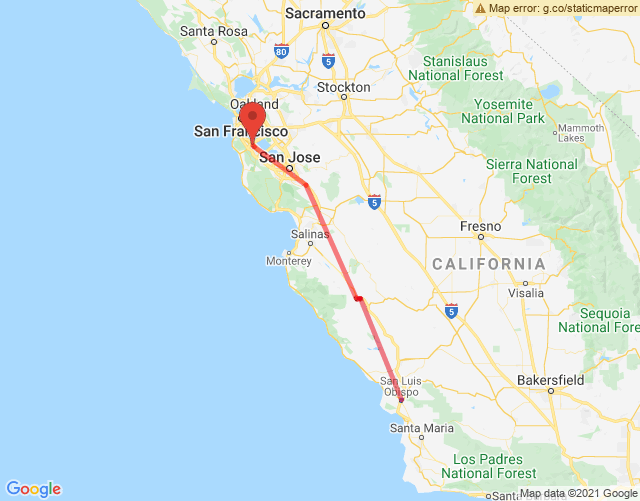 Map error: g.co/staticmaperror
Sacramento
Santa Rosa
80
5
Stanislaus
National Forest
Stockton
Oakland
Yosemite
National Park
San Francisco
Mammoth
Lakes
San Jose
Sierra National
Forest
5
Fresno
Salinas
Monterey
CALIFORNIA
Visalia
5
Sequoia
National Fore
San Luis
Obispo
Bakersfield
Santa Maria
Los Padres
National Forest
Google
Map data ©2021 Google